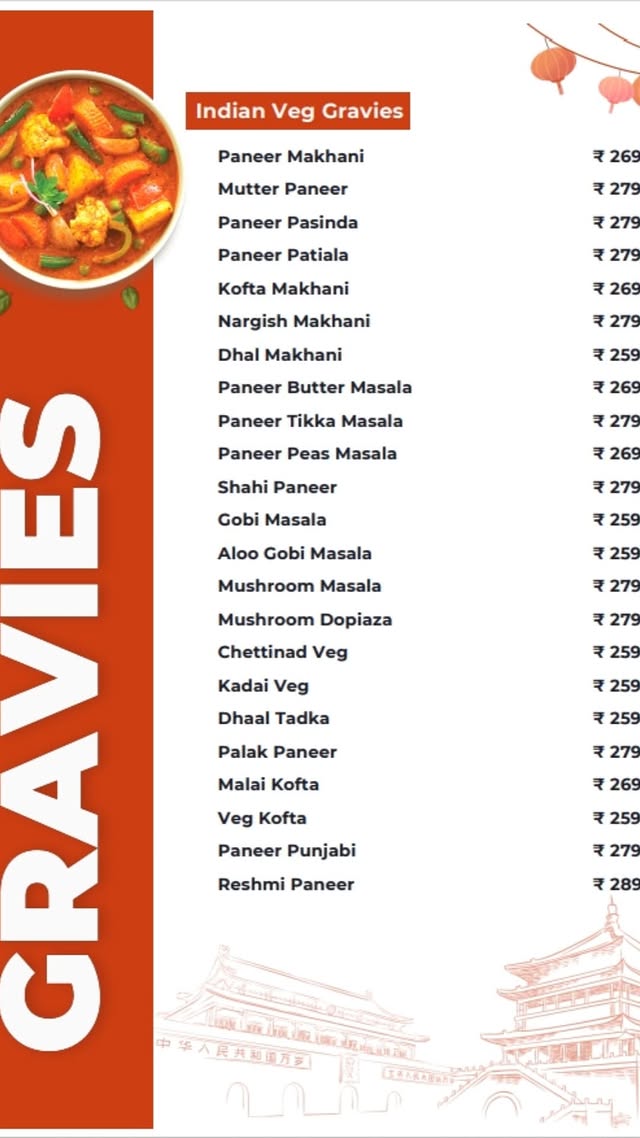 GRAVIES
Indian Veg Gravies
Paneer Makhani ₹ 269
Mutter Paneer ₹ 279
Paneer Pasinda ₹ 279
Paneer Patiala ₹ 279
Kofta Makhani ₹ 269
Nargish Makhani ₹ 279
Dhal Makhani ₹ 259
Paneer Butter Masala ₹ 269
Paneer Tikka Masala ₹ 279
Paneer Peas Masala ₹ 269
Shahi Paneer ₹ 279
Gobi Masala ₹ 259
Aloo Gobi Masala ₹ 259
Mushroom Masala ₹ 279
Mushroom Dopiaza ₹ 279
Chettinad Veg ₹ 259
Kadai Veg ₹ 259
Dhaal Tadka ₹ 259
Palak Paneer ₹ 279
Malai Kofta ₹ 269
Veg Kofta ₹ 259
Paneer Punjabi ₹ 279
Reshmi Paneer ₹ 289
中华人民共和国万岁